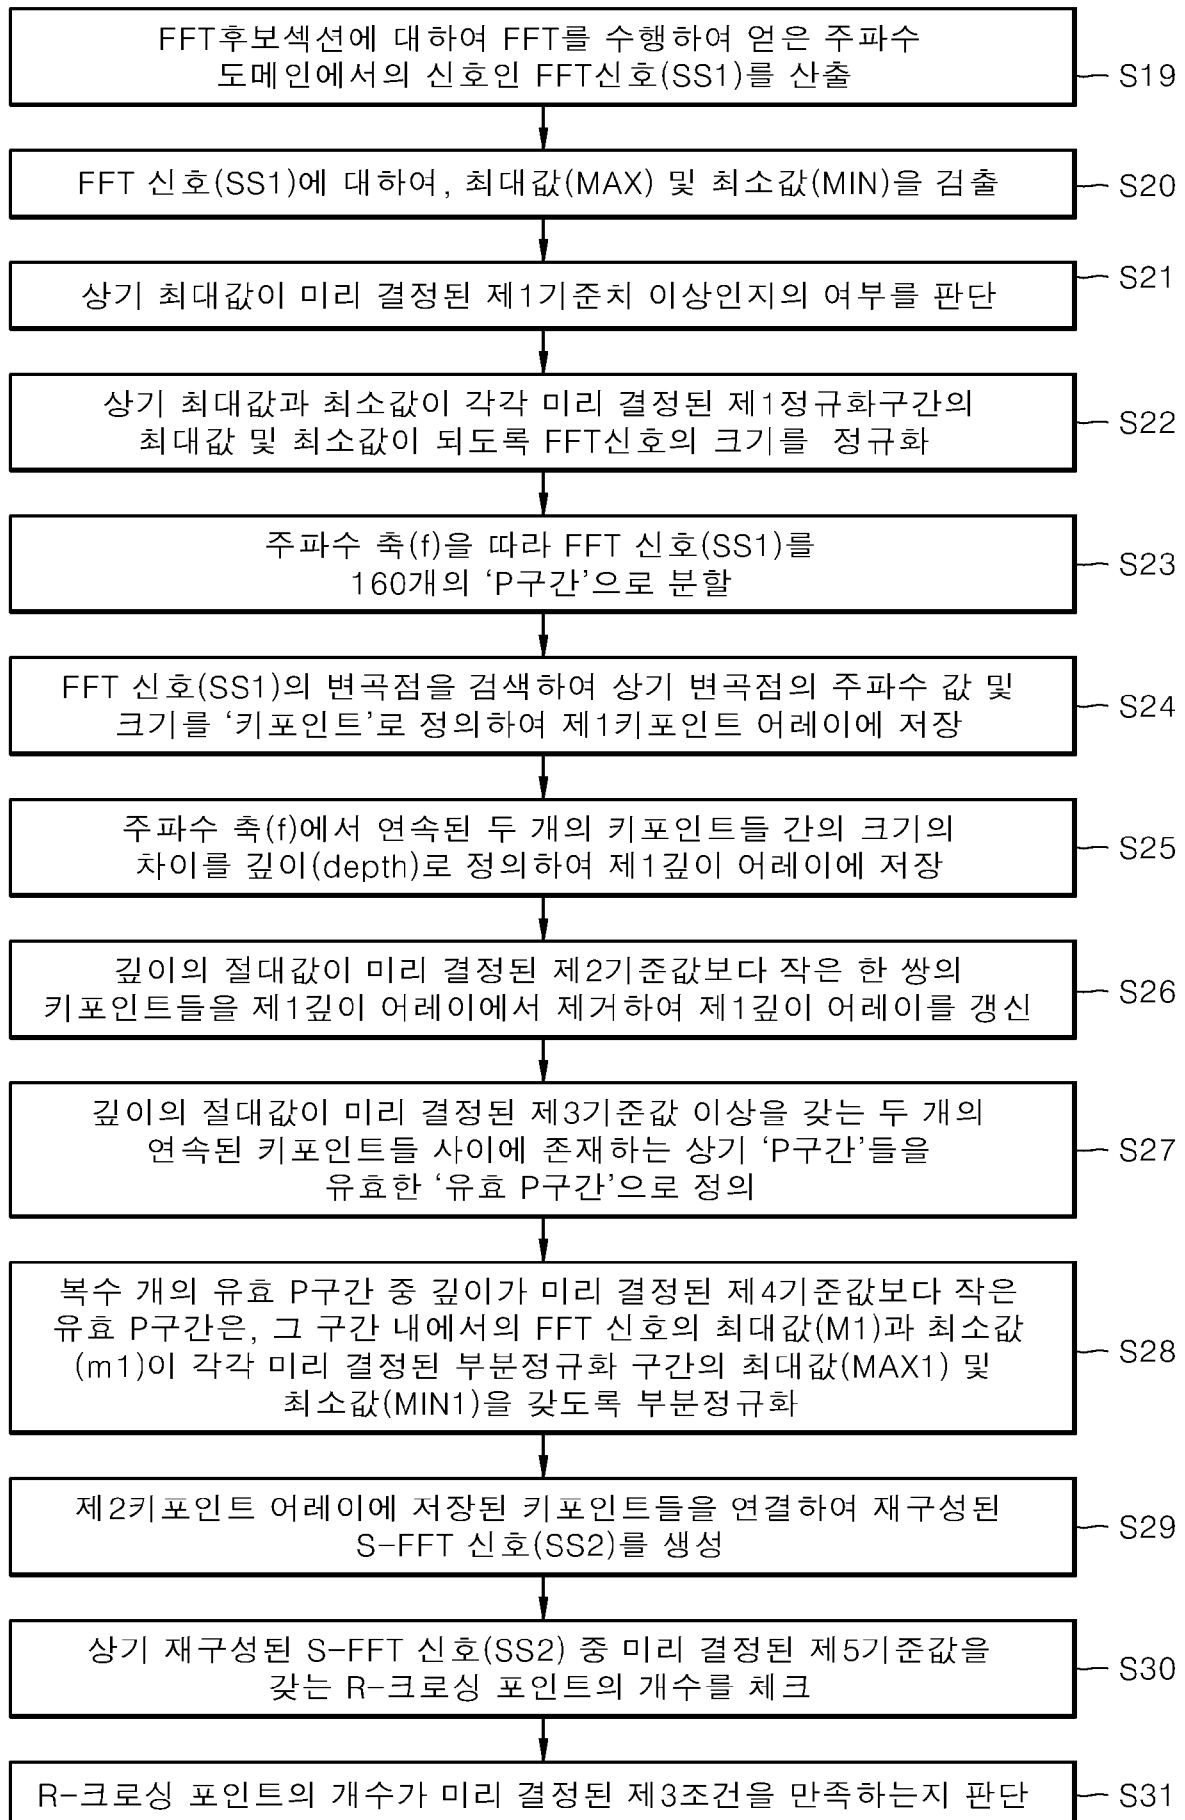 FFT후보섹션에 대하여 FFT를 수행하여 얻은 주파수
도메인에서의 신호인 FFT신호(SS1)를 산출
S19
FFT 신호(SS1)에 대하여, 최대값(MAX) 및 최소값(MIN)을 검출
S20
상기 최대값이 미리 결정된 제1기준치 이상인지의 여부를 판단
S21
상기 최대값과 최소값이 각각 미리 결정된 제1정규화구간의
최대값 및 최소값이 되도록 FFT신호의 크기를 정규화
S22
주파수 축(f)을 따라 FFT 신호(SS1)를
160개의 ‘P구간’으로 분할
S23
FFT 신호(SS1)의 변곡점을 검색하여 상기 변곡점의 주파수 값 및
크기를 ‘키포인트’로 정의하여 제1키포인트 어레이에 저장
S24
주파수 축(f)에서 연속된 두 개의 키포인트들 간의 크기의
차이를 깊이(depth)로 정의하여 제1깊이 어레이에 저장
S25
깊이의 절대값이 미리 결정된 제2기준값보다 작은 한 쌍의
키포인트들을 제1깊이 어레이에서 제거하여 제1깊이 어레이를 갱신
S26
깊이의 절대값이 미리 결정된 제3기준값 이상을 갖는 두 개의
연속된 키포인트들 사이에 존재하는 상기 ‘P구간’들을
유효한 ‘유효 P구간’으로 정의
S27
복수 개의 유효 P구간 중 깊이가 미리 결정된 제4기준값보다 작은
유효 P구간은, 그 구간 내에서의 FFT 신호의 최대값(M1)과 최소값
(m1)이 각각 미리 결정된 부분정규화 구간의 최대값(MAX1) 및
최소값(MIN1)을 갖도록 부분정규화
S28
제2키포인트 어레이에 저장된 키포인트들을 연결하여 재구성된
S-FFT 신호(SS2)를 생성
S29
상기 재구성된 S-FFT 신호(SS2) 중 미리 결정된 제5기준값을
갖는 R-크로싱 포인트의 개수를 체크
S30
R-크로싱 포인트의 개수가 미리 결정된 제3조건을 만족하는지 판단
S31